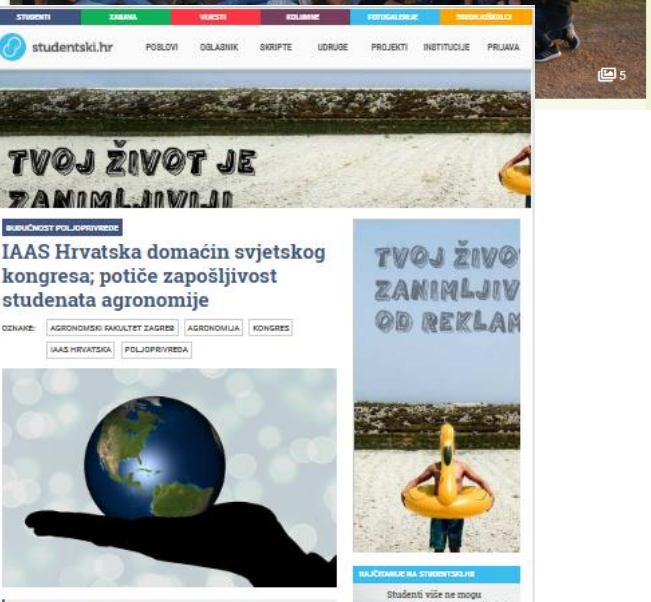 STUDENTI ZABAVA VIJESTI KOLUMNE FOTOGALERIJE SREDNJOŠKOLCI
studentski.hr POSLOVI OGLASNIK SKRIPTE UDRUGE PROJEKTI INSTITUCIJE PRIJAVA
5
TVOJ ŽIVOT JE
ZANIMLJIVIJI
BUDUĆNOST POLJOPRIVREDE
IAAS Hrvatska domaćin svjetskog
kongresa; potiče zapošljivost
studenata agronomije
OZNAKE: AGRONOMSKI FAKULTET ZAGREB AGRONOMIJA KONGRES
IAAS HRVATSKA POLJOPRIVREDA
TVOJ ŽIVO
ZANIMLJIV
OD REKLAM
NAJČITANIJE NA STUDENTSKI.HR
Studenti više ne mogu